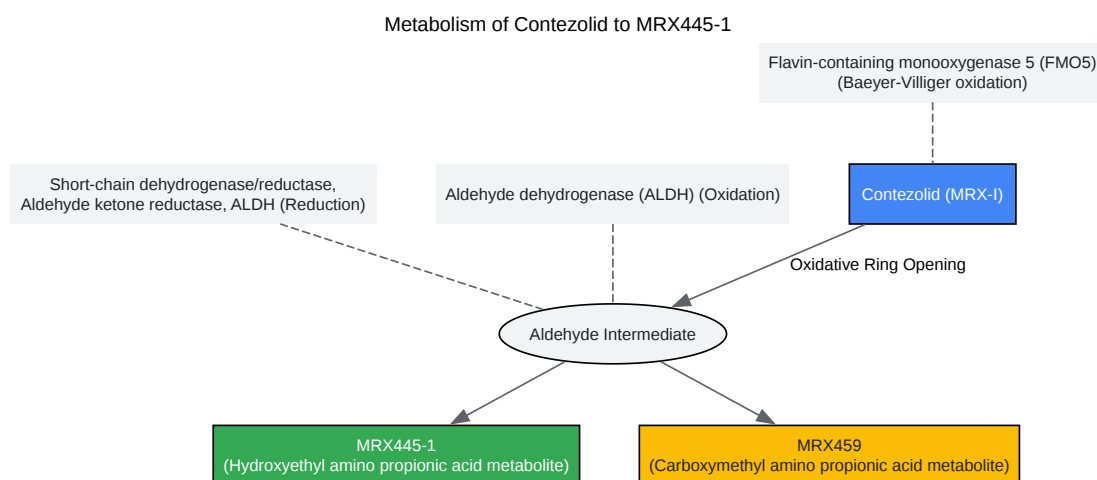 Metabolism of Contezolid to MRX445-1
Flavin-containing monooxygenase 5 (FMO5)
(Baeyer-Villiger oxidation)
Short-chain dehydrogenase/reductase,
Aldehyde ketone reductase, ALDH (Reduction)
Aldehyde dehydrogenase (ALDH) (Oxidation)
Contezolid (MRX-I)
Oxidative Ring Opening
Aldehyde Intermediate
MRX445-1
(Hydroxyethyl amino propionic acid metabolite)
MRX459
(Carboxymethyl amino propionic acid metabolite)